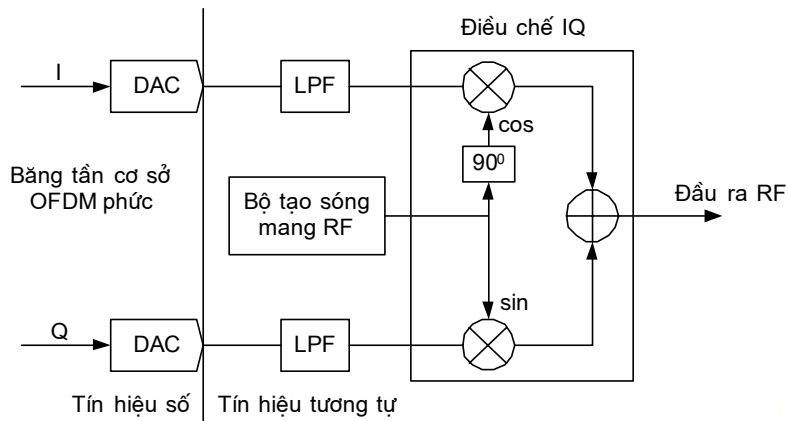 Điều chế IQ
I
DAC
LPF
cos
90⁰
Băng tần cơ sở
OFDM phức
Bộ tạo sóng
mang RF
Đầu ra RF
sin
Q
DAC
LPF
Tín hiệu số
Tín hiệu tương tự